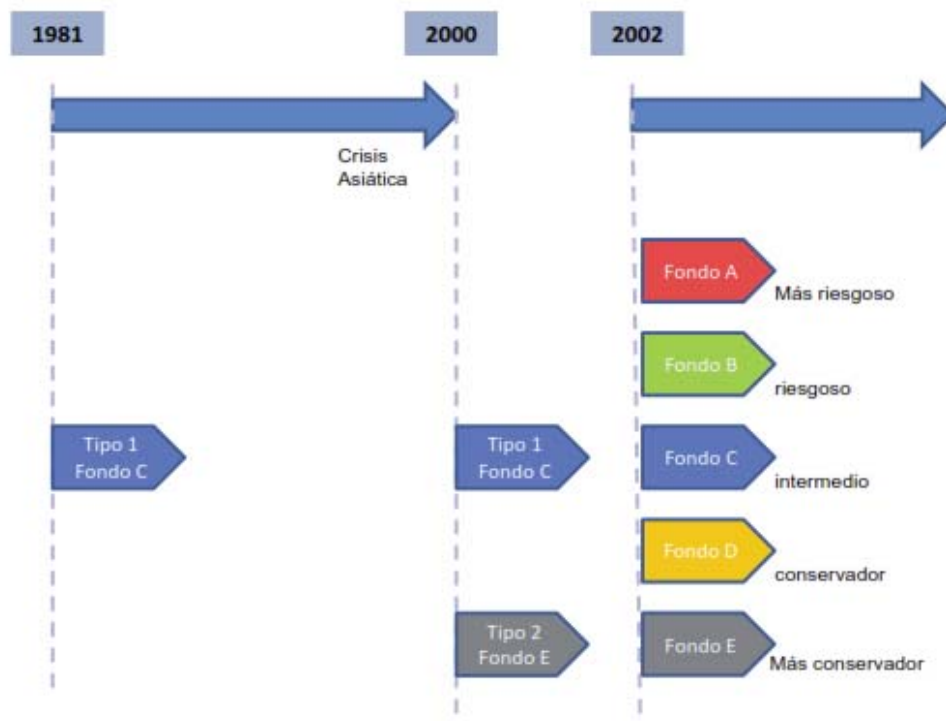 1981
2000
2002
Crisis
Asiática
Fondo A
Más riesgoso
Fondo B
riesgoso
Tipo 1
Fondo C
Tipo 1
Fondo C
Fondo C
intermedio
Fondo D
conservador
Tipo 2
Fondo E
Fondo E
Más conservador